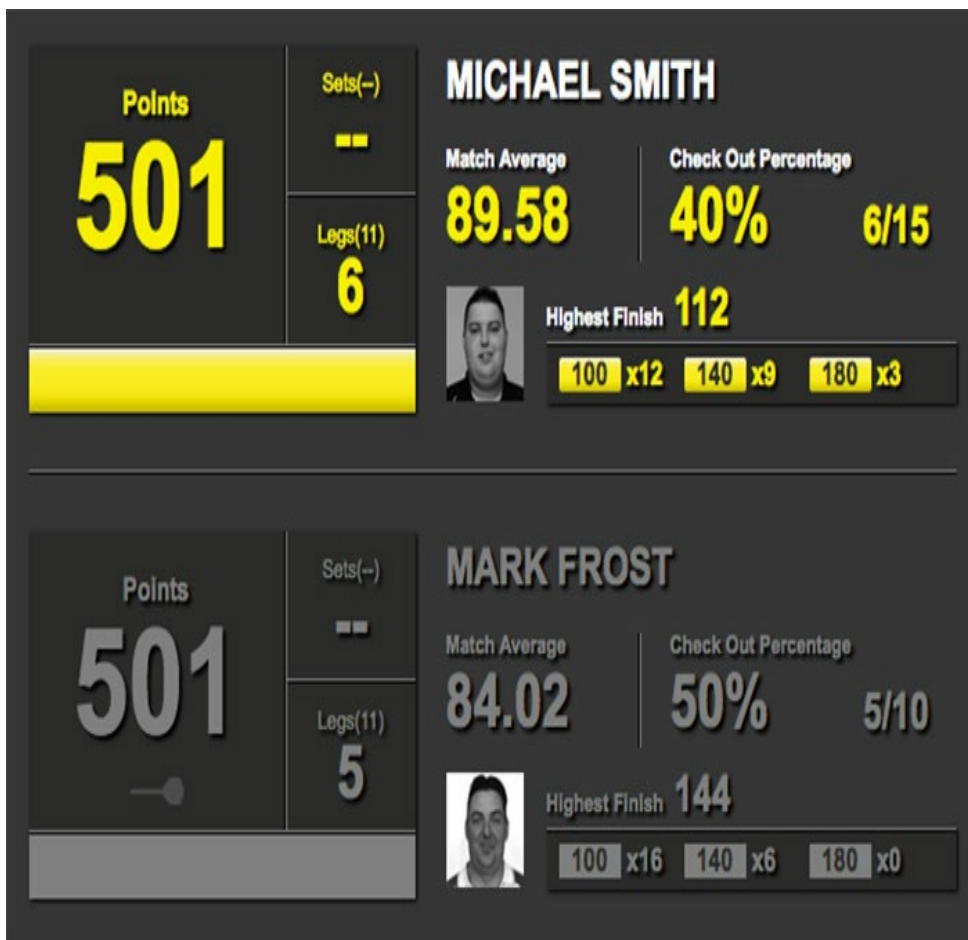 MICHAEL SMITH
Points
501
Sets(--)
--
Legs(11)
6
Match Average
89.58
Check Out Percentage
40% 6/15
Highest Finish 112
100 x12 140 x9 180 x3
MARK FROST
Points
501
Sets(--)
--
Legs(11)
5
Match Average
84.02
Check Out Percentage
50% 5/10
Highest Finish 144
100 x16 140 x6 180 x0